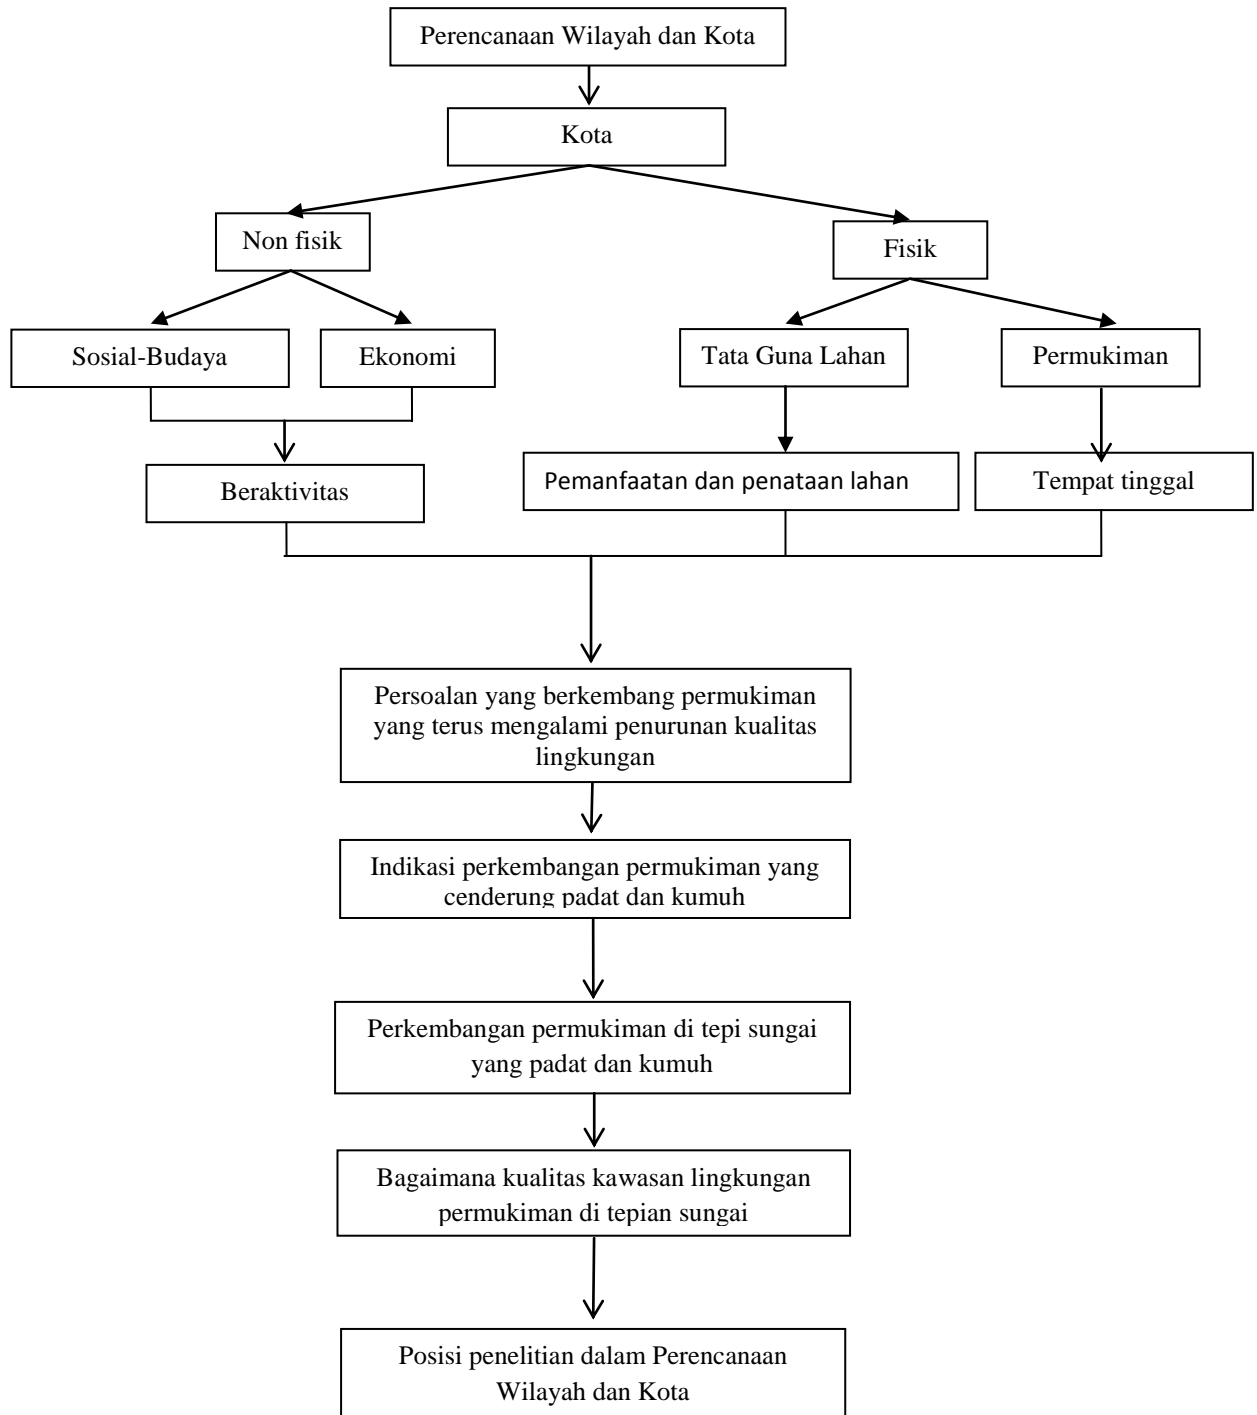 Perencanaan Wilayah dan Kota
Kota
Non fisik
Fisik
Sosial-Budaya
Ekonomi
Tata Guna Lahan
Permukiman
Beraktivitas
Pemanfaatan dan penataan lahan
Tempat tinggal
Persoalan yang berkembang permukiman
yang terus mengalami penurunan kualitas
lingkungan
Indikasi perkembangan permukiman yang
cenderung padat dan kumuh
Perkembangan permukiman di tepi sungai
yang padat dan kumuh
Bagaimana kualitas kawasan lingkungan
permukiman di tepian sungai
Posisi penelitian dalam Perencanaan
Wilayah dan Kota